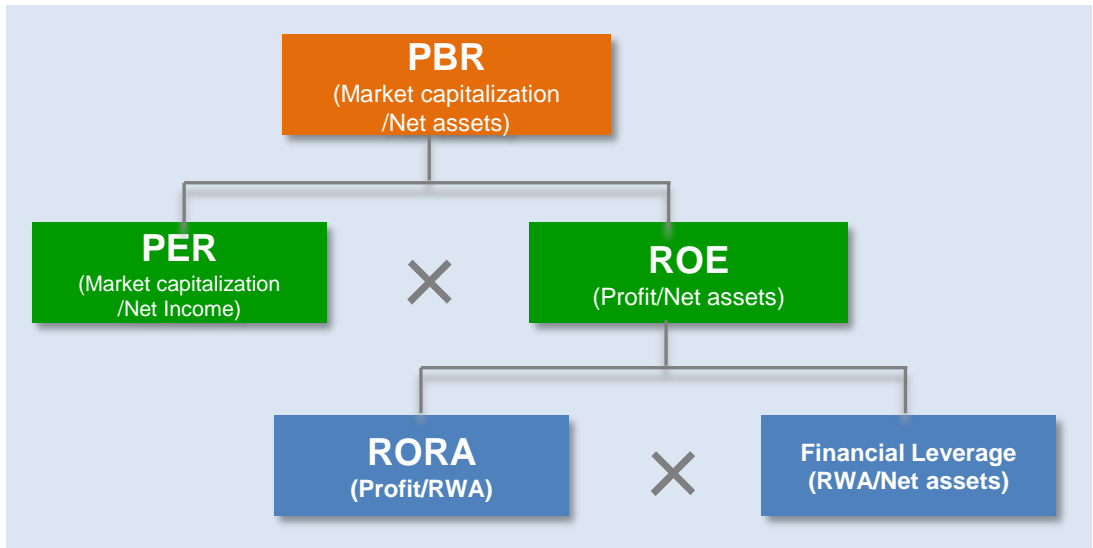 PBR
(Market capitalization
/Net assets)
PER
(Market capitalization
/Net Income)
×
ROE
(Profit/Net assets)
RORA
(Profit/RWA)
×
Financial Leverage
(RWA/Net assets)